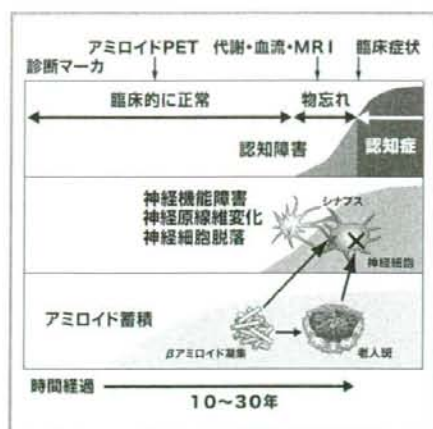 アミロイドPET 代謝・血流・MRI 臨床症状
診断マーカ
臨床的に正常 物忘れ
認知障害 認知症
神経機能障害
神経原線維変化
神経細胞脱落
シナプス
神経細胞
アミロイド蓄積
βアミロイド凝集 老人斑
時間経過
10〜30年